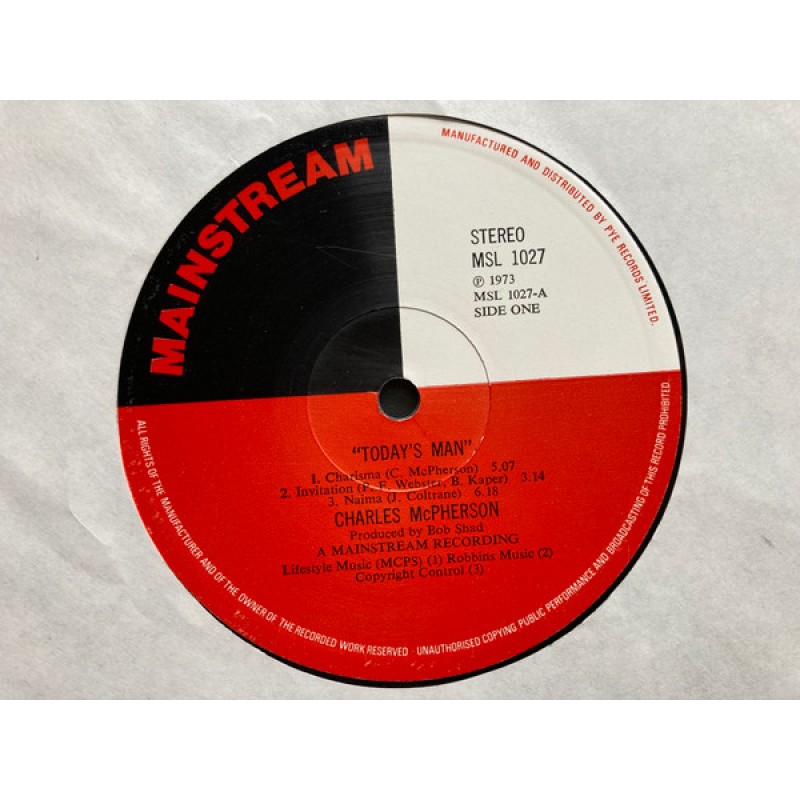 MAINSTREAM
MANUFACTURED AND DISTRIBUTED BY PYE RECORDS LIMITED.
STEREO
MSL 1027
℗ 1973
MSL 1027-A
SIDE ONE
"TODAY'S MAN"
1. Charisma (C. McPherson) 5.07
2. Invitation (P. F. Webster, B. Kaper) 3.14
3. Naima (J. Coltrane) 6.18
CHARLES McPHERSON
Produced by Bob Shad
A MAINSTREAM RECORDING
Lifestyle Music (MCPS) (1) Robbins Music (2)
Copyright Control (3)
ALL RIGHTS OF THE MANUFACTURER AND OF THE OWNER OF THE RECORDED WORK RESERVED · UNAUTHORISED COPYING PUBLIC PERFORMANCE AND BROADCASTING OF THIS RECORD PROHIBITED.